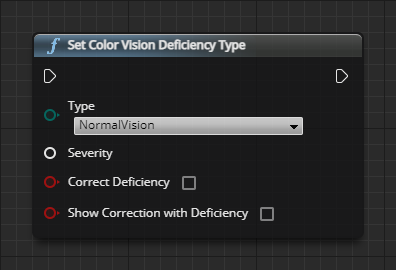 Set Color Vision Deficiency Type
Type
NormalVision
Severity
Correct Deficiency
Show Correction with Deficiency